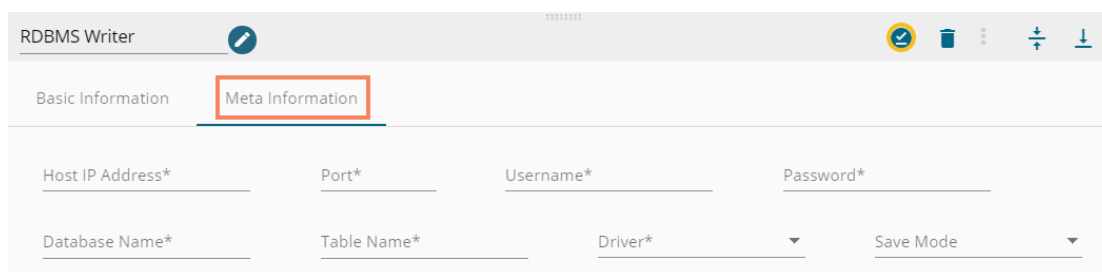 RDBMS Writer
Basic Information Meta Information
Host IP Address* Port* Username* Password*
Database Name* Table Name* Driver* Save Mode